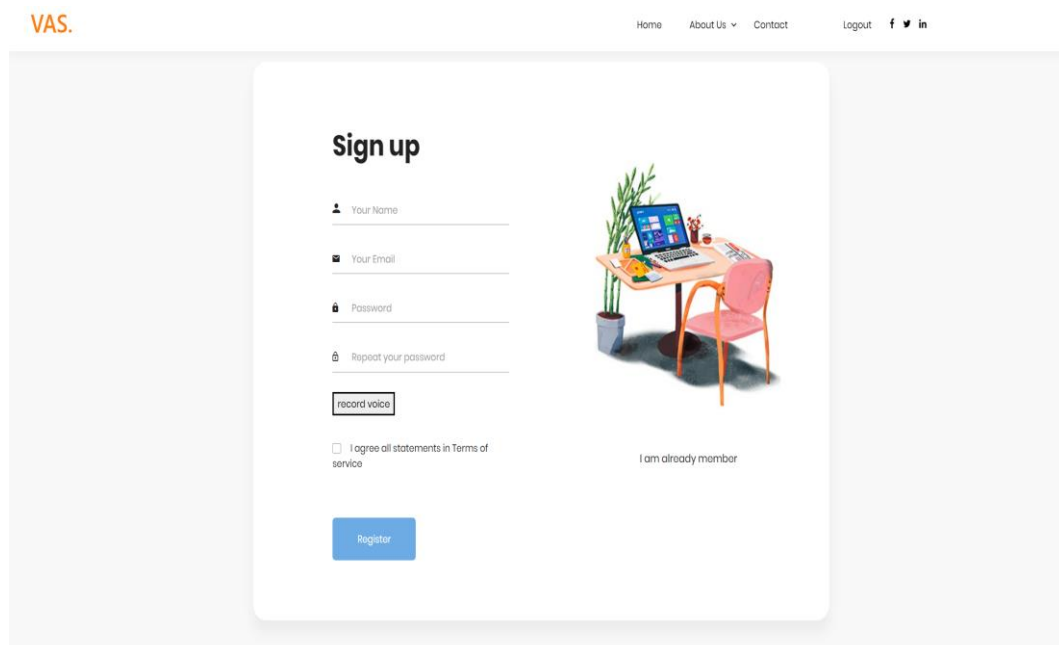 VAS.
Home About Us Contact Logout
Sign up
Your Name
Your Email
Password
Repeat your password
record voice
I agree all statements in Terms of
service
I am already member
Register